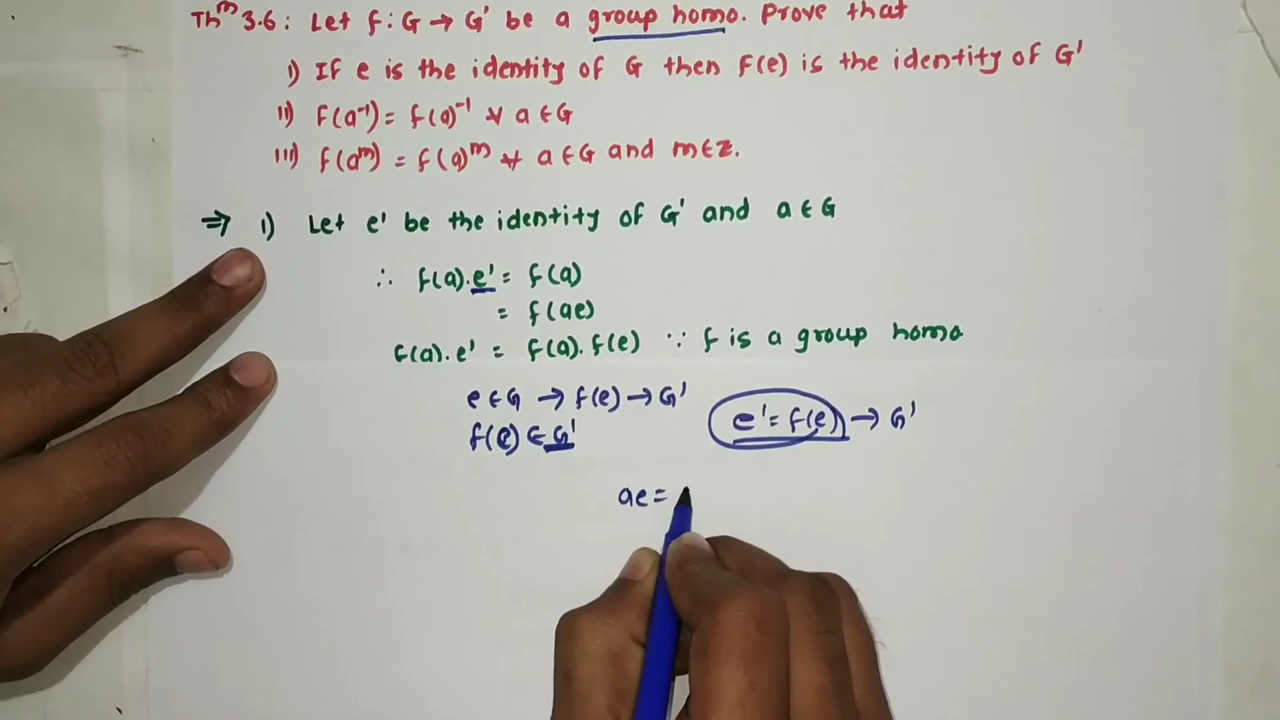 Thm 3.6: Let f: G → G' be a group homo. Prove that
i) If e is the identity of G then f(e) is the identity of G'
ii) f(a⁻¹) = f(a)⁻¹ ∀ a ∈ G
iii) f(aᵐ) = f(a)ᵐ ∀ a ∈ G and m ∈ Z.
⇒ i) Let e' be the identity of G' and a ∈ G
∴ f(a).e' = f(a)
= f(ae)
f(a).e' = f(a).f(e) ∵ f is a group homo
e ∈ G → f(e) → G'
f(e) ∈ G'
e' = f(e) → G'
ae =